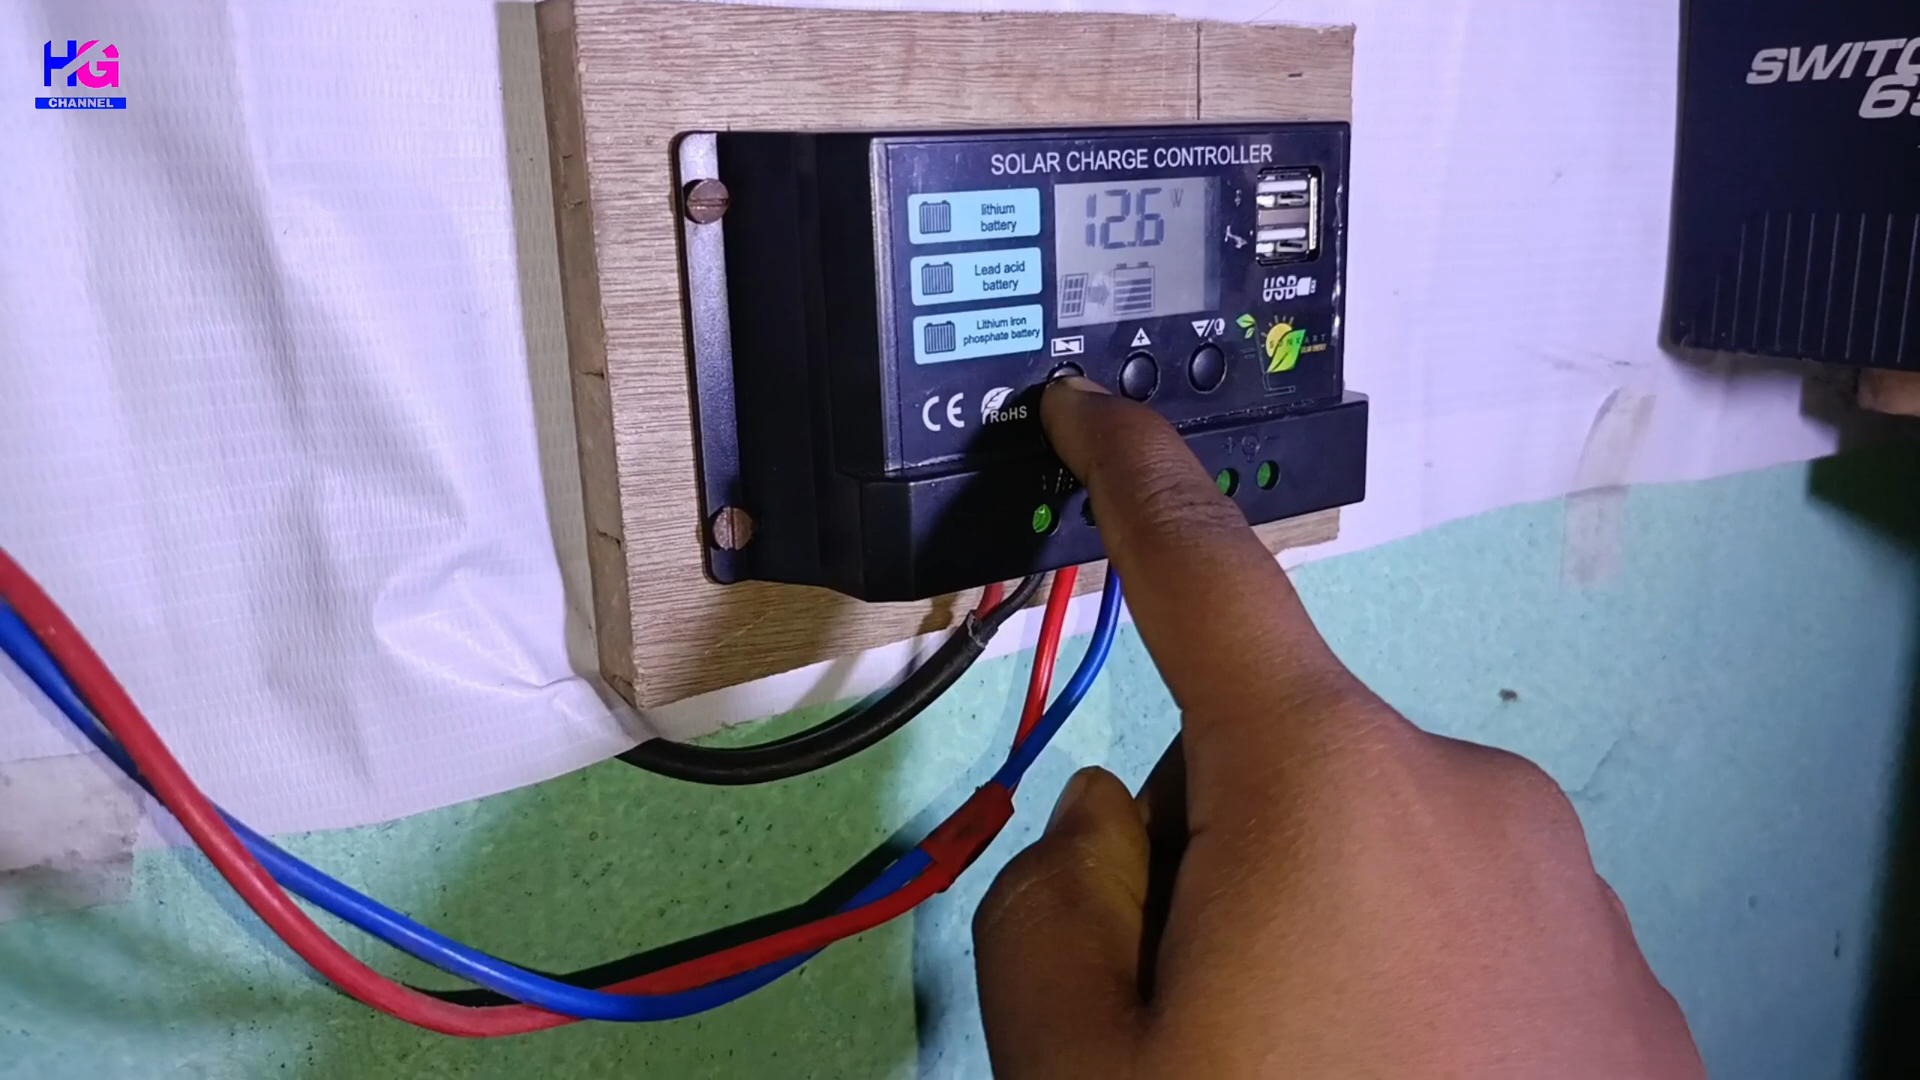 HG
CHANNEL
SOLAR CHARGE CONTROLLER
lithium
battery
Lead acid
battery
Lithium iron
phosphate battery
12.6
USB
CE
RoHS
SWITC